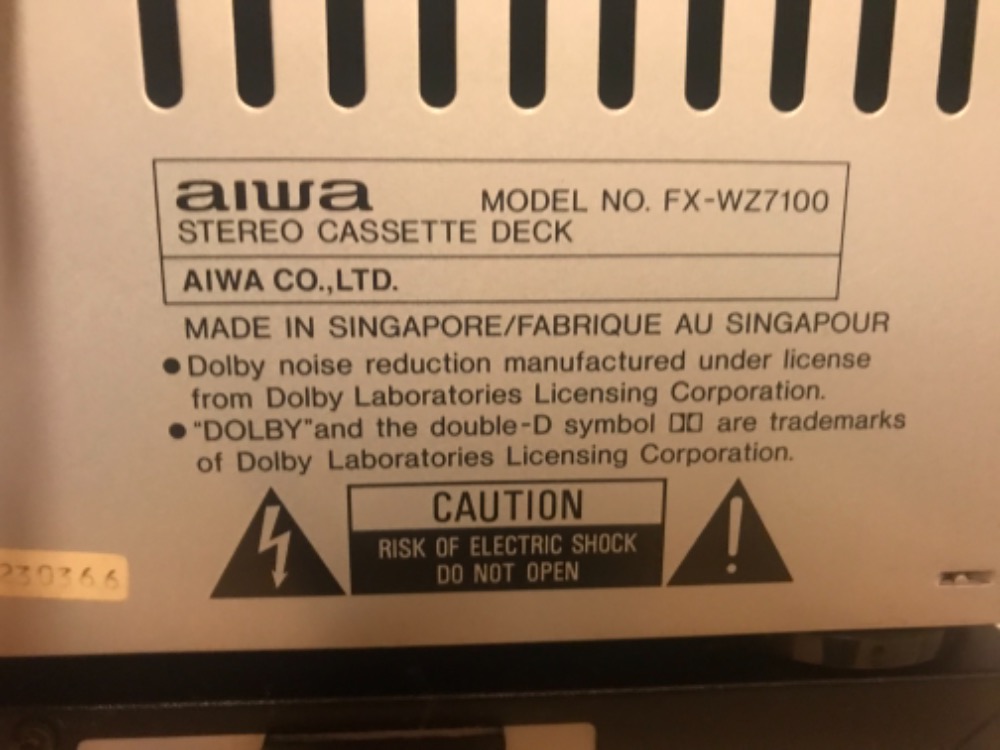 aiwa MODEL NO. FX-WZ7100
STEREO CASSETTE DECK
AIWA CO.,LTD.
MADE IN SINGAPORE/FABRIQUE AU SINGAPOUR
● Dolby noise reduction manufactured under license
from Dolby Laboratories Licensing Corporation.
● "DOLBY"and the double-D symbol are trademarks
of Dolby Laboratories Licensing Corporation.
CAUTION
RISK OF ELECTRIC SHOCK
DO NOT OPEN
230366